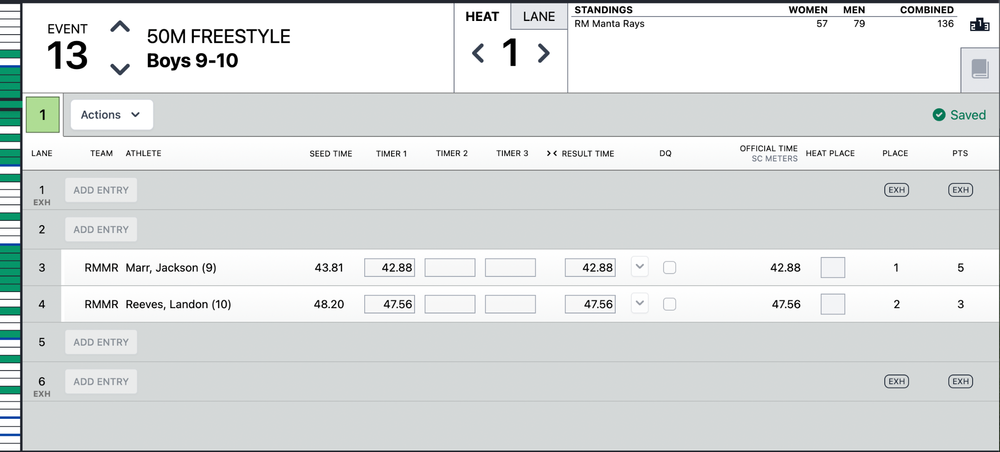 EVENT
13
50M FREESTYLE
Boys 9-10
HEAT LANE
1
STANDINGS WOMEN MEN COMBINED
RM Manta Rays 57 79 136
1 2 3
1 Actions Saved
LANE TEAM ATHLETE SEED TIME TIMER 1 TIMER 2 TIMER 3 RESULT TIME DQ OFFICIAL TIME SC METERS HEAT PLACE PLACE PTS
1 EXH ADD ENTRY EXH EXH
2 ADD ENTRY
3 RMMR Marr, Jackson (9) 43.81 42.88 42.88 42.88 1 5
4 RMMR Reeves, Landon (10) 48.20 47.56 47.56 47.56 2 3
5 ADD ENTRY
6 EXH ADD ENTRY EXH EXH